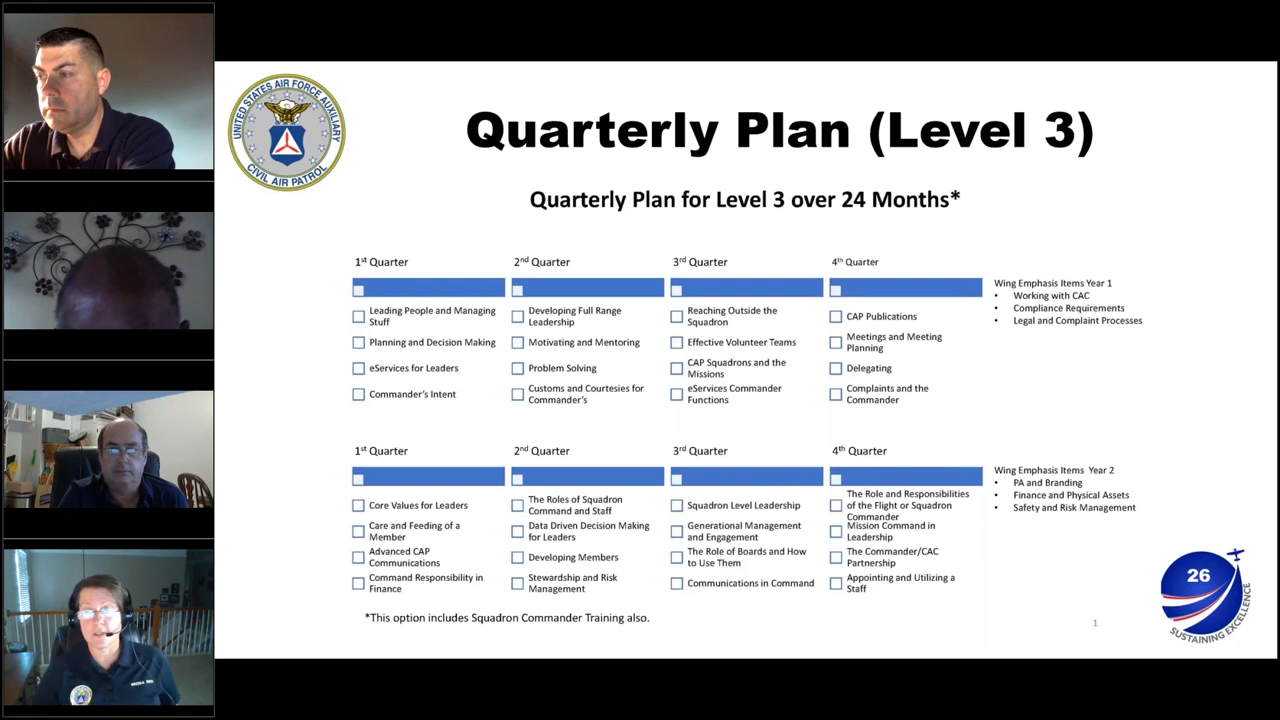 UNITED STATES AIR FORCE AUXILIARY
CIVIL AIR PATROL
Quarterly Plan (Level 3)
Quarterly Plan for Level 3 over 24 Months*
1st Quarter
Leading People and Managing
Stuff
Planning and Decision Making
eServices for Leaders
Commander's Intent
2nd Quarter
Developing Full Range
Leadership
Motivating and Mentoring
Problem Solving
Customs and Courtesies for
Commander's
3rd Quarter
Reaching Outside the
Squadron
Effective Volunteer Teams
CAP Squadrons and the
Missions
eServices Commander
Functions
4th Quarter
CAP Publications
Meetings and Meeting
Planning
Delegating
Complaints and the
Commander
Wing Emphasis Items Year 1
• Working with CAC
• Compliance Requirements
• Legal and Complaint Processes
1st Quarter
Core Values for Leaders
Care and Feeding of a
Member
Advanced CAP
Communications
Command Responsibility in
Finance
2nd Quarter
The Roles of Squadron
Command and Staff
Data Driven Decision Making
for Leaders
Developing Members
Stewardship and Risk
Management
3rd Quarter
Squadron Level Leadership
Generational Management
and Engagement
The Role of Boards and How
to Use Them
Communications in Command
4th Quarter
The Role and Responsibilities
of the Flight or Squadron
Commander
Mission Command in
Leadership
The Commander/CAC
Partnership
Appointing and Utilizing a
Staff
Wing Emphasis Items Year 2
• PA and Branding
• Finance and Physical Assets
• Safety and Risk Management
*This option includes Squadron Commander Training also.
1
26
SUSTAINING EXCELLENCE